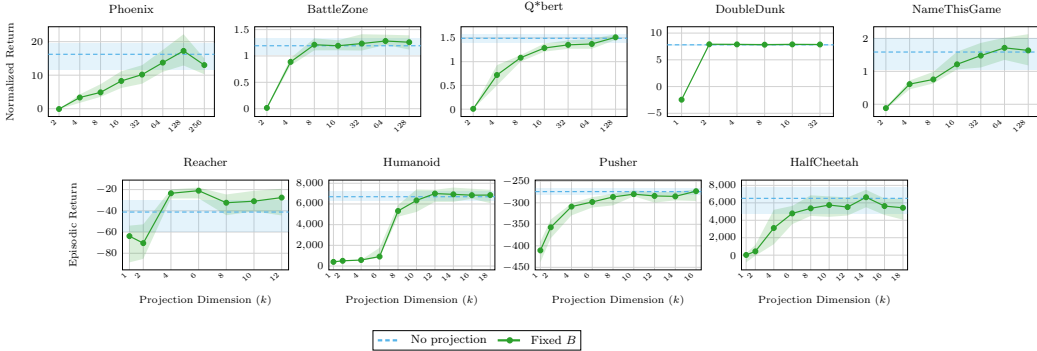 Phoenix
BattleZone
Q*bert
DoubleDunk
NameThisGame
Normalized Return
20
10
0
2 4 8 16 32 64 128 256
1.5
1.0
0.5
0
2 4 8 16 32 64 128
1.5
1.0
0.5
0
2 4 8 16 32 64 128
10
5
0
−5
1 2 4 8 16 32
2
1
0
2 4 8 16 32 64 128
Reacher
Humanoid
Pusher
HalfCheetah
Episodic Return
−20
−40
−60
−80
1 2 4 6 8 10 12
8,000
6,000
4,000
2,000
0
1 2 4 6 8 10 12 14 16 18
−250
−300
−350
−400
−450
1 2 4 6 8 10 12 14 16
8,000
6,000
4,000
2,000
0
1 2 4 6 8 10 12 14 16 18
Projection Dimension (k)
Projection Dimension (k)
Projection Dimension (k)
Projection Dimension (k)
No projection Fixed B